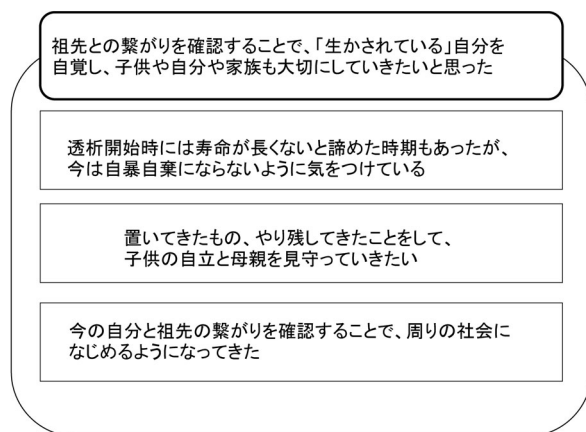 祖先との繋がりを確認することで、「生かされている」自分を
自覚し、子供や自分や家族も大切にしていきたいと思った
透析開始時には寿命が長くないと諦めた時期もあったが、
今は自暴自棄にならないように気をつけている
置いてきたもの、やり残してきたことをして、
子供の自立と母親を見守っていきたい
今の自分と祖先の繋がりを確認することで、周りの社会に
なじめるようになってきた